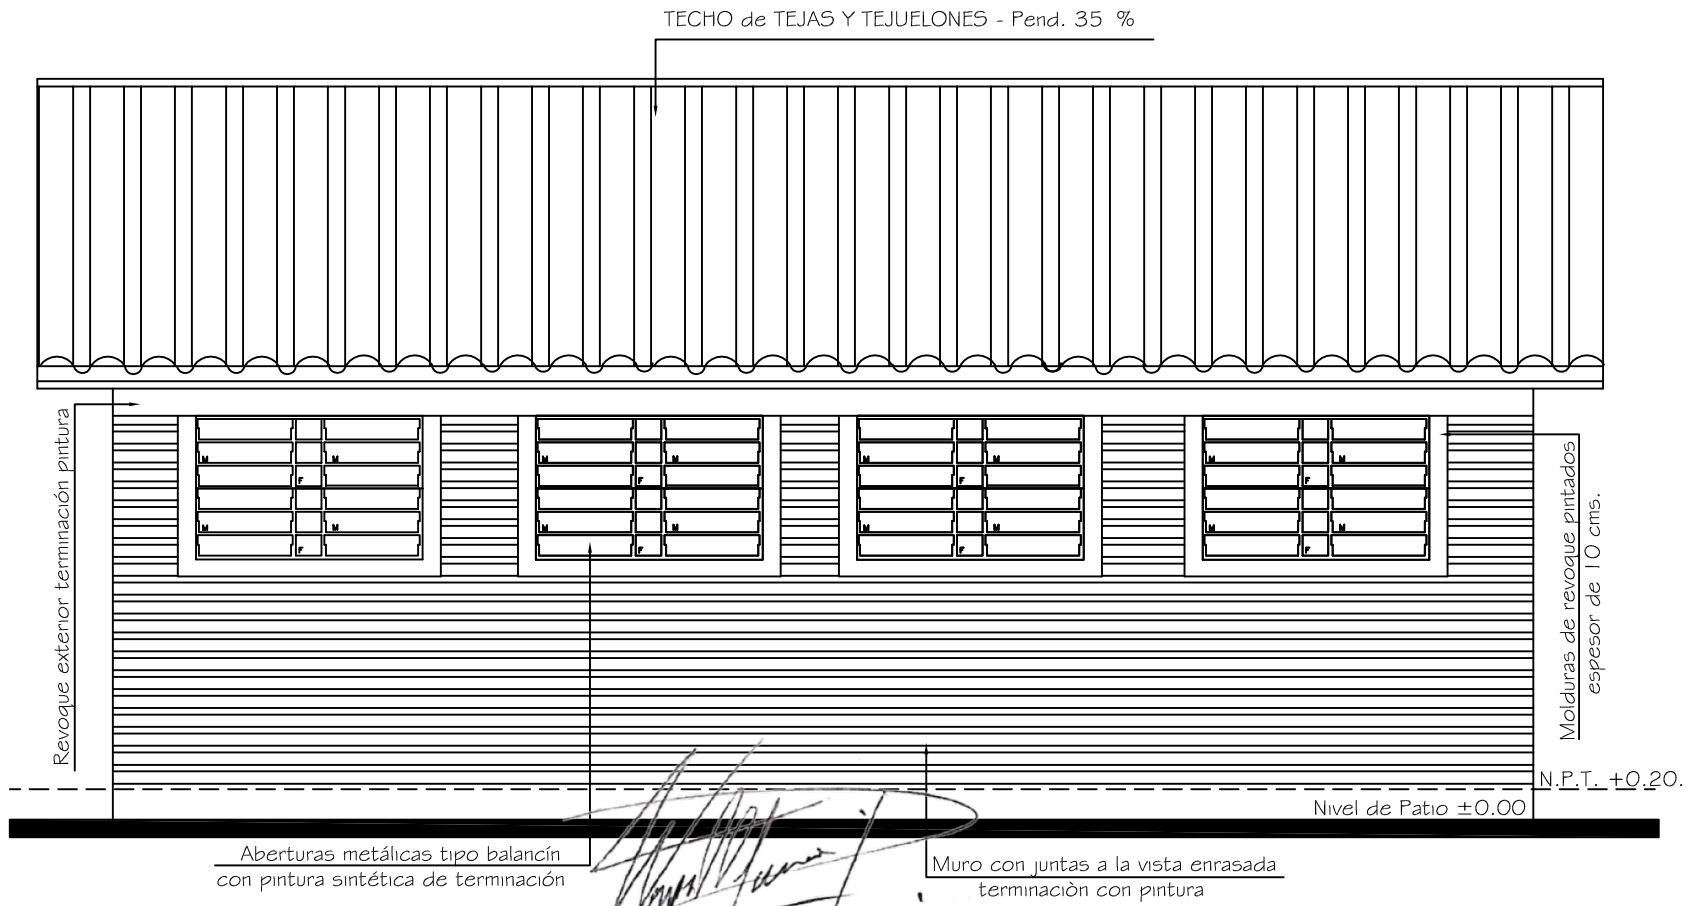 TECHO de TEJAS Y TEJUELONES - Pend. 35 %
Revoque exterior terminación pintura
Molduras de revoque pintados
espesor de 10 cms.
M
M
F
M
M
F
M
M
F
M
M
F
M
M
F
M
M
F
M
M
F
M
M
F
N.P.T. +0.20.
Nivel de Patio ±0.00
Aberturas metálicas tipo balancín
con pintura sintética de terminación
Muro con juntas a la vista enrasada
terminaciòn con pintura